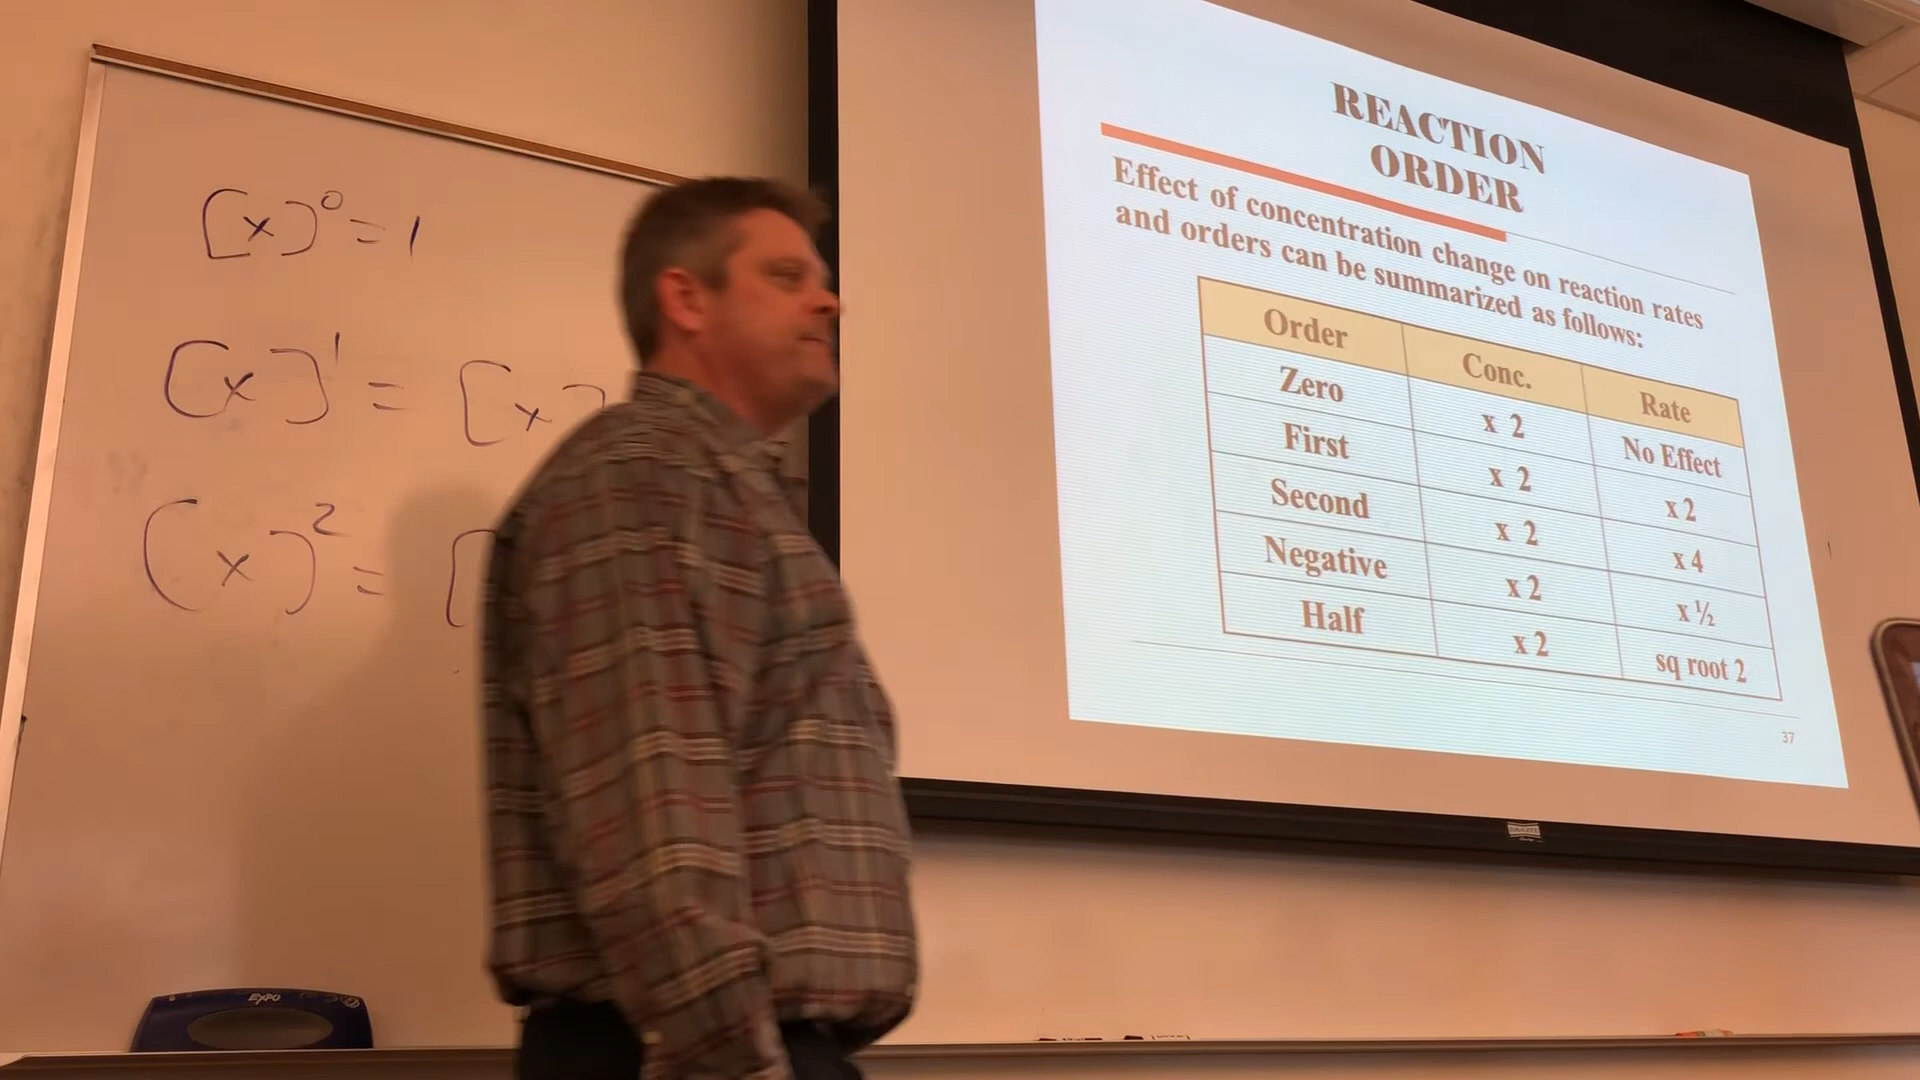 [x]⁰ = 1
[x]¹ = [x]
(x]² = [
EXPO
REACTION
ORDER
Effect of concentration change on reaction rates
and orders can be summarized as follows:
Order Conc. Rate
Zero x 2 No Effect
First x 2 x 2
Second x 2 x 4
Negative x 2 x ½
Half x 2 sq root 2
37
DA-LITE